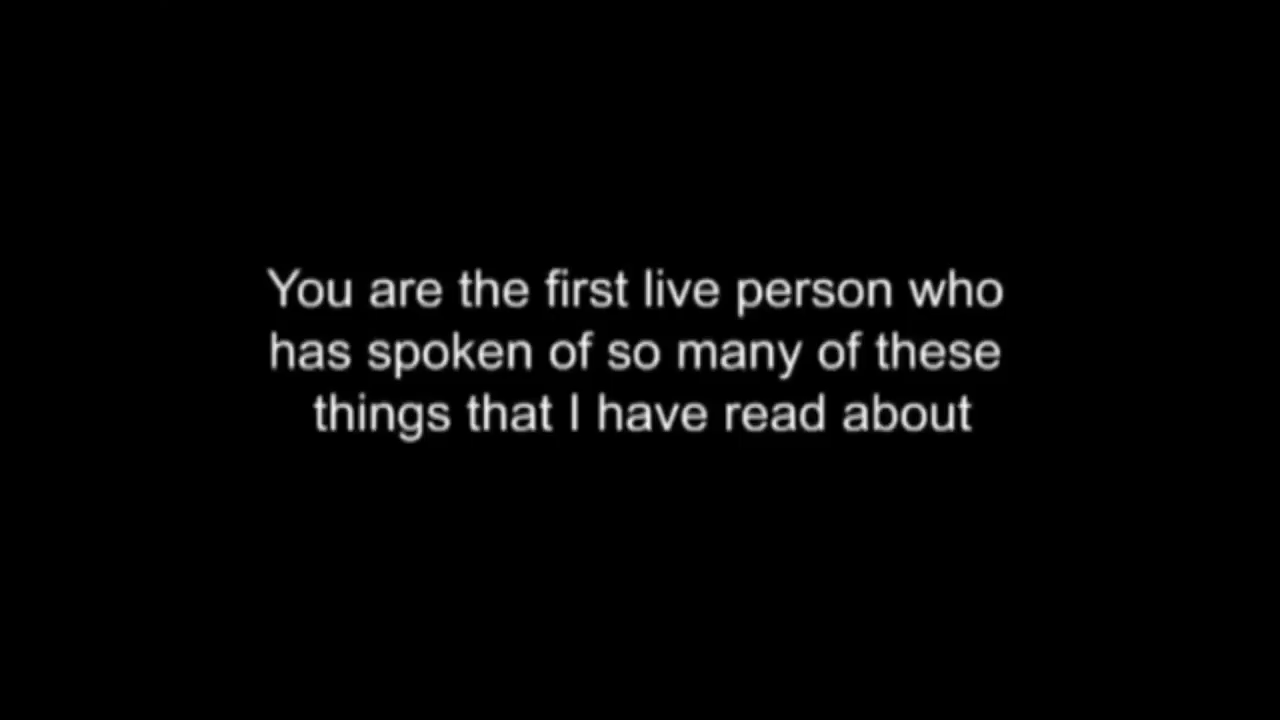 You are the first live person who
has spoken of so many of these
things that I have read about